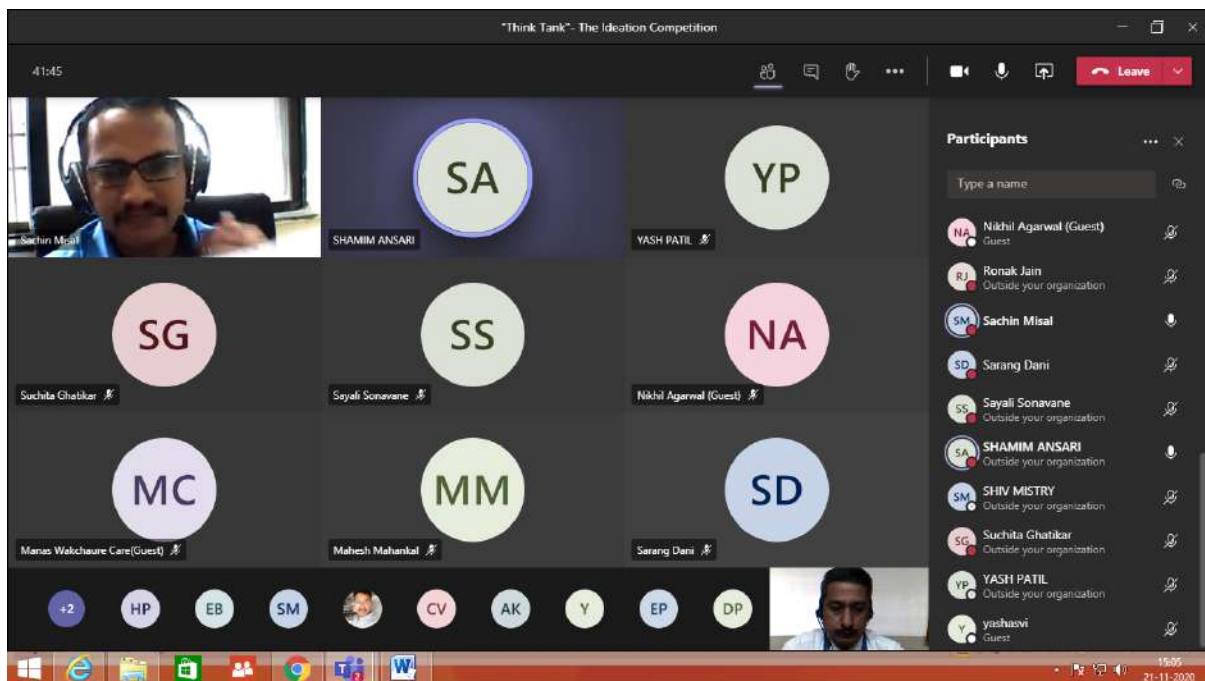 "Think Tank"- The Ideation Competition
41:45
Leave
Sachin Misal
SA
SHAMIM ANSARI
YP
YASH PATIL
SG
Suchita Ghatikar
SS
Sayali Sonavane
NA
Nikhil Agarwal (Guest)
MC
Manas Wakchaure Care(Guest)
MM
Mahesh Mahankal
SD
Sarang Dani
+2
HP
EB
SM
CV
AK
Y
EP
DP
Participants
Type a name
NA
Nikhil Agarwal (Guest)
Guest
RJ
Ronak Jain
Outside your organization
SM
Sachin Misal
SD
Sarang Dani
SS
Sayali Sonavane
Outside your organization
SA
SHAMIM ANSARI
Outside your organization
SM
SHIV MISTRY
Outside your organization
SG
Suchita Ghatikar
Outside your organization
YP
YASH PATIL
Outside your organization
Y
yashasvi
Guest
15:05
21-11-2020